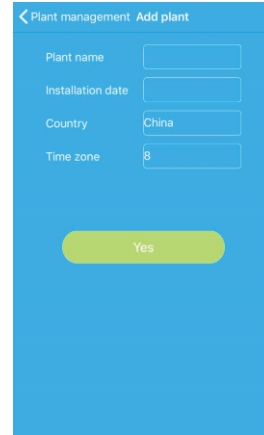 Plant management Add plant
Plant name
Installation date
Country China
Time zone 8
Yes